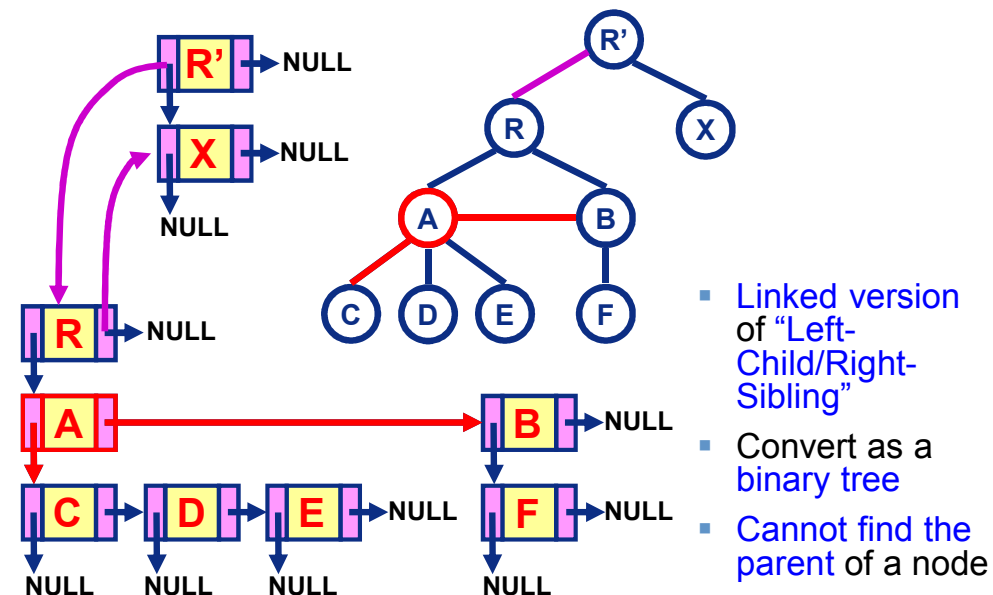 R' NULL
R'
X NULL
R X
NULL
A B
R NULL
C D E F
A B NULL
C D E NULL F NULL
NULL NULL NULL NULL
▪ Linked version
of "Left-
Child/Right-
Sibling"
▪ Convert as a
binary tree
▪ Cannot find the
parent of a node